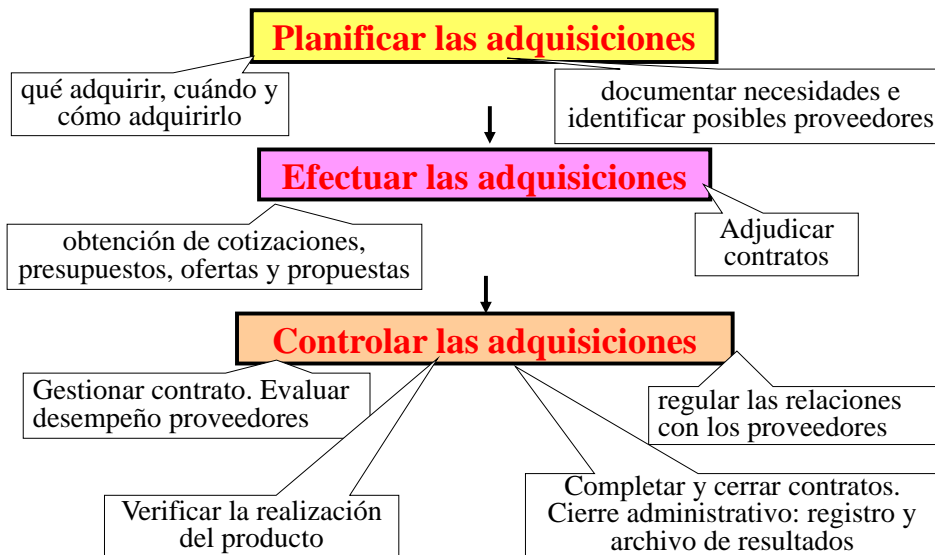 Planificar las adquisiciones
qué adquirir, cuándo y
cómo adquirirlo
documentar necesidades e
identificar posibles proveedores
Efectuar las adquisiciones
obtención de cotizaciones,
presupuestos, ofertas y propuestas
Adjudicar
contratos
Controlar las adquisiciones
Gestionar contrato. Evaluar
desempeño proveedores
regular las relaciones
con los proveedores
Verificar la realización
del producto
Completar y cerrar contratos.
Cierre administrativo: registro y
archivo de resultados